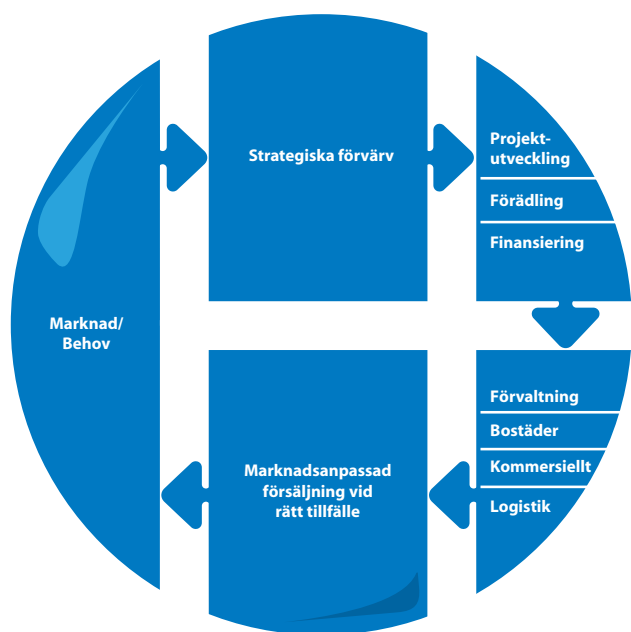 Marknad/
Behov
Strategiska förvärv
Projekt-
utveckling
Förädling
Finansiering
Förvaltning
Bostäder
Kommersiellt
Logistik
Marknadsanpassad
försäljning vid
rätt tillfälle